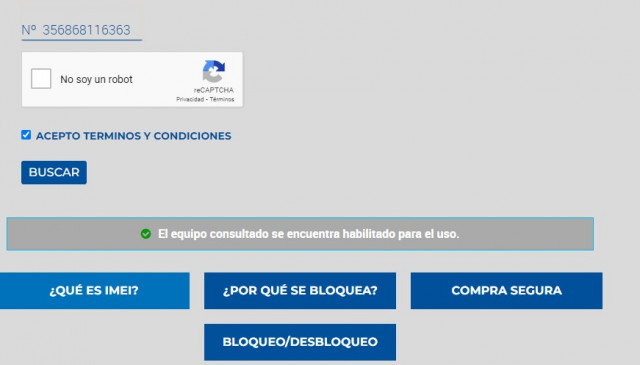 Nº 356868116363
No soy un robot
reCAPTCHA
Privacidad - Términos
ACEPTO TERMINOS Y CONDICIONES
BUSCAR
El equipo consultado se encuentra habilitado para el uso.
¿QUÉ ES IMEI?
¿POR QUÉ SE BLOQUEA?
COMPRA SEGURA
BLOQUEO/DESBLOQUEO